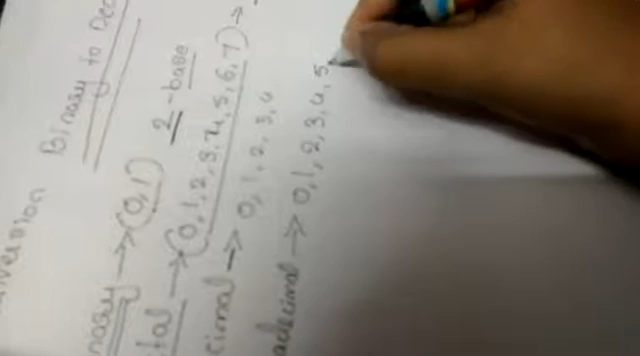 nversion Binary to Dec
nary → (0,1) 2-base
tal → (0,1,2,3,4,5,6,7) →
cimal → 0,1,2,3,4
adecimal → 0,1,2,3,4,5